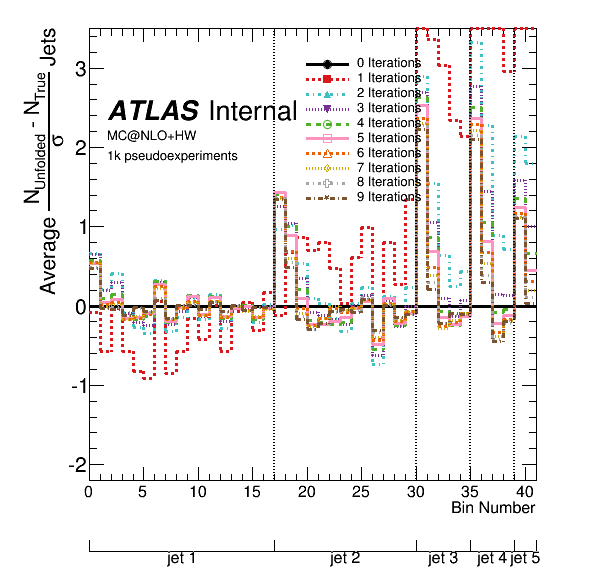 Average N_Unfolded - N_True / σ Jets
3
2
1
0
-1
-2
ATLAS Internal
MC@NLO+HW
1k pseudoexperiments
0 Iterations
1 Iterations
2 Iterations
3 Iterations
4 Iterations
5 Iterations
6 Iterations
7 Iterations
8 Iterations
9 Iterations
0 5 10 15 20 25 30 35 40
Bin Number
jet 1 jet 2 jet 3 jet 4 jet 5